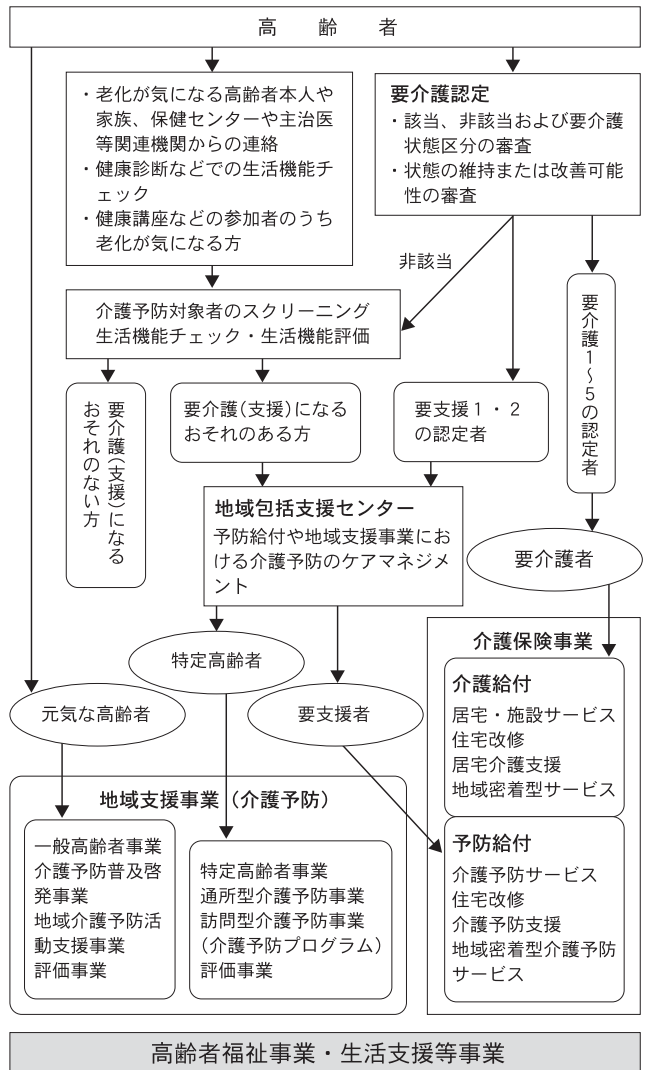 高　齢　者
・老化が気になる高齢者本人や
家族、保健センターや主治医
等関連機関からの連絡
・健康診断などでの生活機能チ
ェック
・健康講座などの参加者のうち
老化が気になる方
要介護認定
・該当、非該当および要介護
状態区分の審査
・状態の維持または改善可能
性の審査
非該当
介護予防対象者のスクリーニング
生活機能チェック・生活機能評価
要介護(支援)になる
おそれのない方
要介護(支援)になる
おそれのある方
要支援１・２
の認定者
要介護１～５の認定者
地域包括支援センター
予防給付や地域支援事業にお
ける介護予防のケアマネジメ
ント
要介護者
特定高齢者
元気な高齢者
要支援者
介護保険事業
介護給付
居宅・施設サービス
住宅改修
居宅介護支援
地域密着型サービス
予防給付
介護予防サービス
住宅改修
介護予防支援
地域密着型介護予防
サービス
地域支援事業（介護予防）
一般高齢者事業
介護予防普及啓
発事業
地域介護予防活
動支援事業
評価事業
特定高齢者事業
通所型介護予防事業
訪問型介護予防事業
(介護予防プログラム)
評価事業
高齢者福祉事業・生活支援等事業